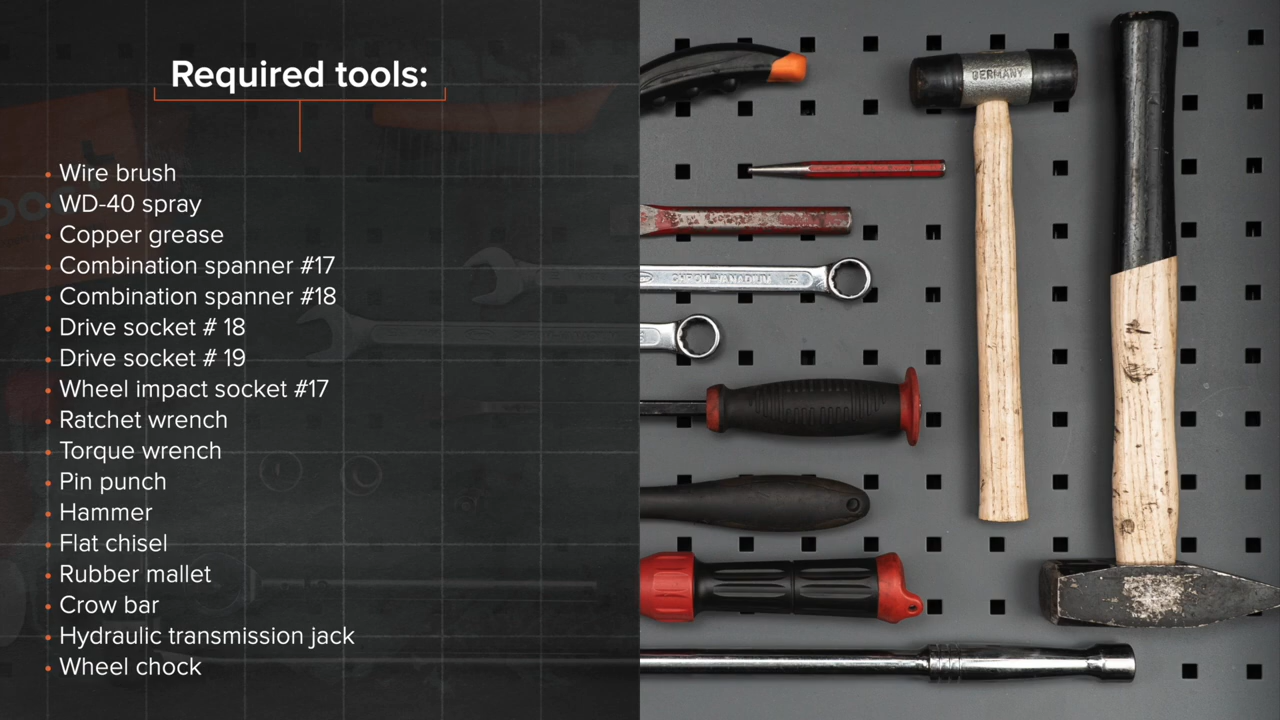 Required tools:
Wire brush
WD-40 spray
Copper grease
Combination spanner #17
Combination spanner #18
Drive socket # 18
Drive socket # 19
Wheel impact socket #17
Ratchet wrench
Torque wrench
Pin punch
Hammer
Flat chisel
Rubber mallet
Crow bar
Hydraulic transmission jack
Wheel chock
GERMANY
CHROM-VANADIUM